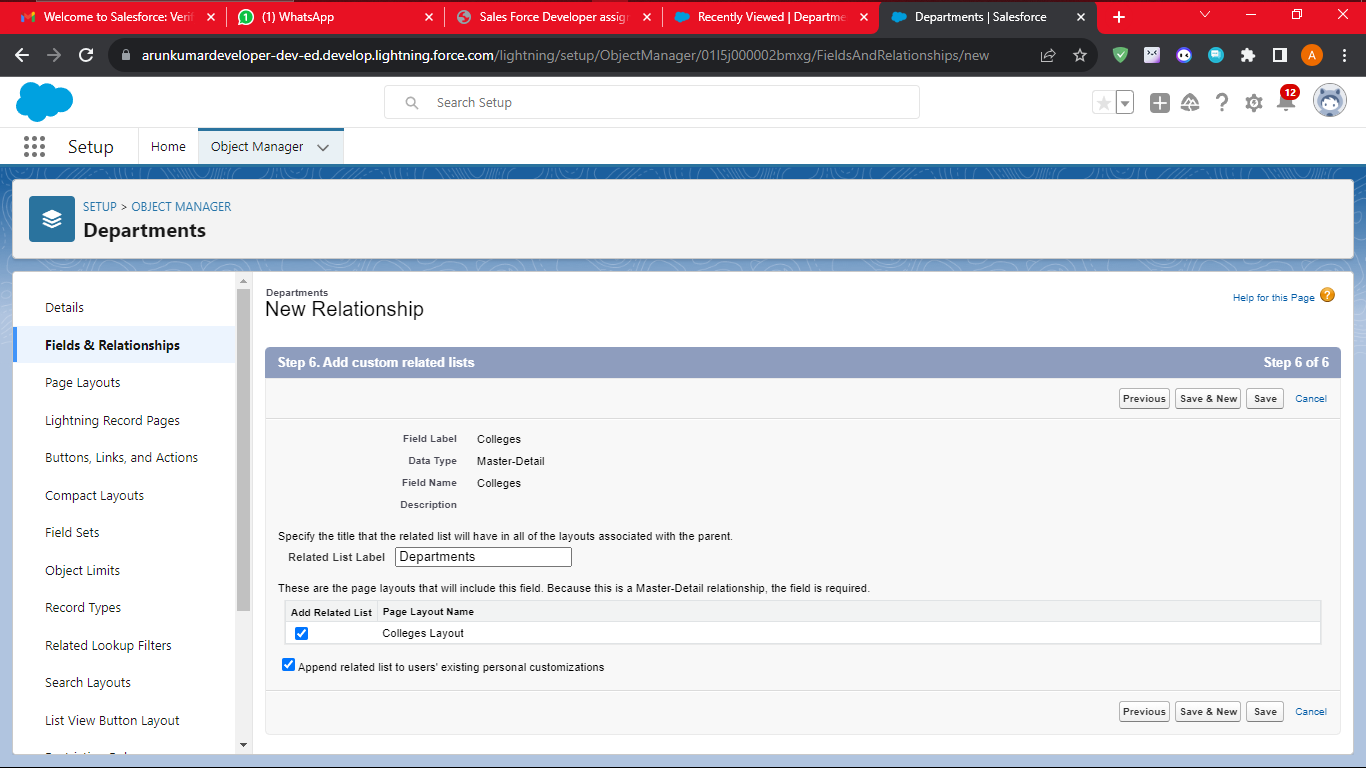 Welcome to Salesforce: Verif
(1) WhatsApp
Sales Force Developer assign
Recently Viewed | Departme
Departments | Salesforce
arunkumardeveloper-dev-ed.develop.lightning.force.com/lightning/setup/ObjectManager/01I5j000002bmxg/FieldsAndRelationships/new
A
Search Setup
12
Setup
Home
Object Manager
SETUP > OBJECT MANAGER
Departments
Details
Fields & Relationships
Page Layouts
Lightning Record Pages
Buttons, Links, and Actions
Compact Layouts
Field Sets
Object Limits
Record Types
Related Lookup Filters
Search Layouts
List View Button Layout
Departments
New Relationship
Help for this Page ?
Step 6. Add custom related lists Step 6 of 6
Previous Save & New Save Cancel
Field Label Colleges
Data Type Master-Detail
Field Name Colleges
Description
Specify the title that the related list will have in all of the layouts associated with the parent.
Related List Label Departments
These are the page layouts that will include this field. Because this is a Master-Detail relationship, the field is required.
Add Related List Page Layout Name
Colleges Layout
Append related list to users' existing personal customizations
Previous Save & New Save Cancel